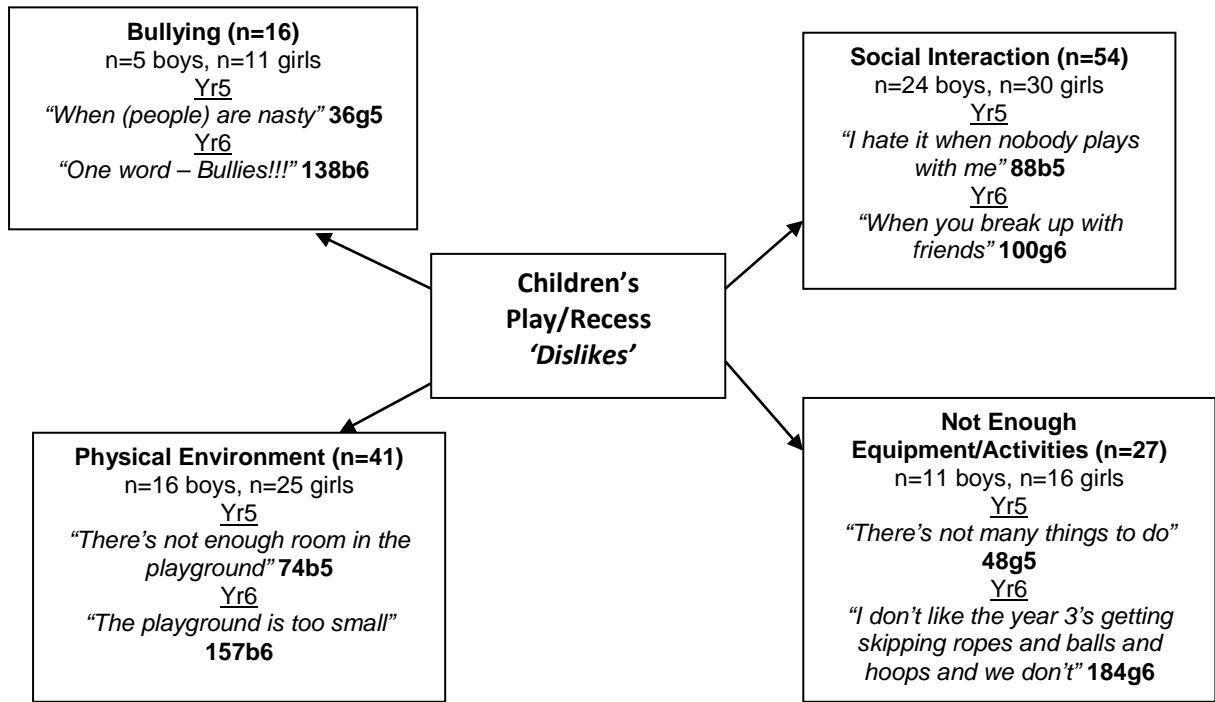 Bullying (n=16)
n=5 boys, n=11 girls
Yr5
“When (people) are nasty” 36g5
Yr6
“One word – Bullies!!!” 138b6
Social Interaction (n=54)
n=24 boys, n=30 girls
Yr5
“I hate it when nobody plays
with me” 88b5
Yr6
“When you break up with
friends” 100g6
Children’s
Play/Recess
‘Dislikes’
Physical Environment (n=41)
n=16 boys, n=25 girls
Yr5
“There’s not enough room in the
playground” 74b5
Yr6
“The playground is too small”
157b6
Not Enough
Equipment/Activities (n=27)
n=11 boys, n=16 girls
Yr5
“There’s not many things to do”
48g5
Yr6
“I don’t like the year 3’s getting
skipping ropes and balls and
hoops and we don’t” 184g6